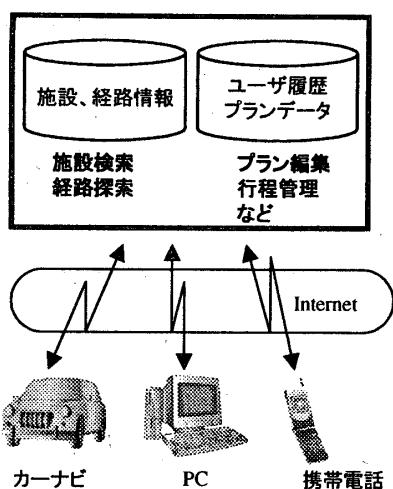 施設、経路情報
ユーザ履歴
プランデータ
施設検索
経路探索
プラン編集
行程管理
など
Internet
カーナビ
PC
携帯電話